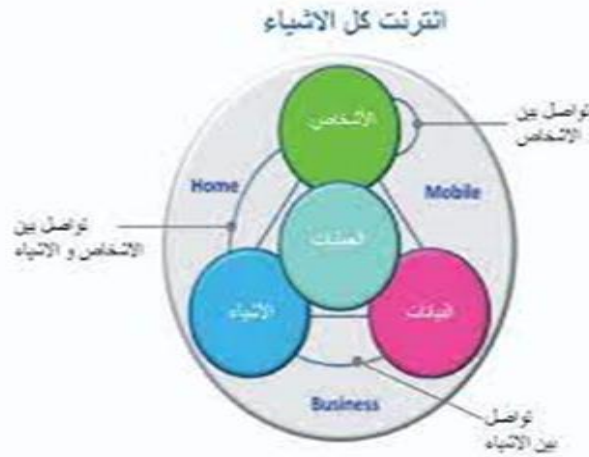 انترنت كل الاشياء
الأشخاص
تواصل بين
الاشخاص
Home
Mobile
تواصل بين
الاشخاص و الاشياء
العمليات
الأشياء
البيانات
Business
تواصل
بين الاشياء